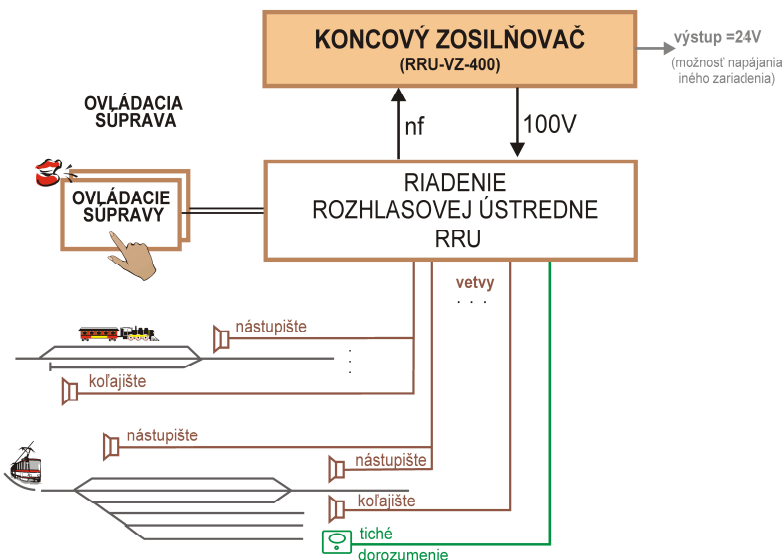 KONCOVÝ ZOSILŇOVAČ
(RRU-VZ-400)
výstup =24V
(možnosť napájania
iného zariadenia)
OVLÁDACIA
SÚPRAVA
nf
100V
OVLÁDACIE
SÚPRAVY
RIADENIE
ROZHLASOVEJ ÚSTREDNE
RRU
vetvy
. . .
nástupište
koľajište
nástupište
nástupište
koľajište
tiché
dorozumenie